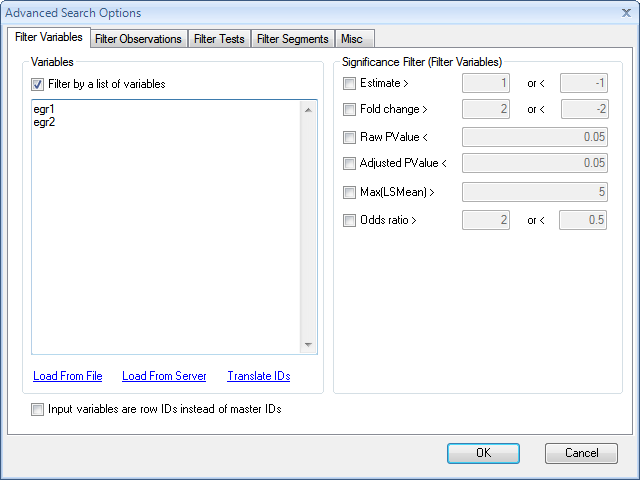 Advanced Search Options
Filter Variables Filter Observations Filter Tests Filter Segments Misc
Variables
Filter by a list of variables
egr1
egr2
Load From File Load From Server Translate IDs
Input variables are row IDs instead of master IDs
Significance Filter (Filter Variables)
Estimate > 1 or < -1
Fold change > 2 or < -2
Raw PValue < 0.05
Adjusted PValue < 0.05
Max(LSMean) > 5
Odds ratio > 2 or < 0.5
OK Cancel